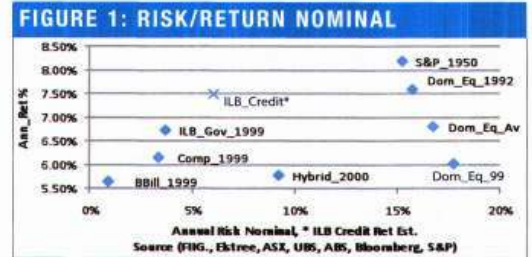 FIGURE 1: RISK/RETURN NOMINAL
8.50%
8.00%
7.50%
7.00%
6.50%
6.00%
5.50%
Ann_Ret%
S&P_1950
Dom_Eq_1992
ILB_Credit*
ILB_Gov_1999
Dom_Eq_Av
Comp_1999
Dom_Eq_99
BBill_1999
Hybrid_2000
0%
5%
10%
15%
20%
Annual Risk Nominal, * ILB Credit Ret Est.
Source (FIIG., Elstree, ASX, UBS, ABS, Bloomberg, S&P)